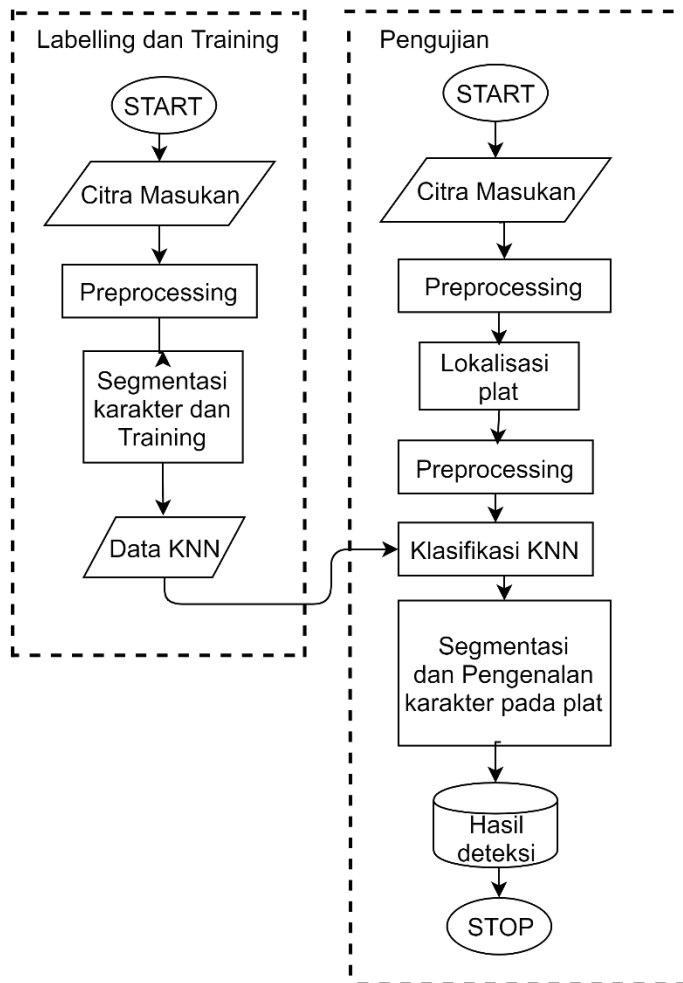 Labelling dan Training
START
Citra Masukan
Preprocessing
Segmentasi
karakter dan
Training
Data KNN
Pengujian
START
Citra Masukan
Preprocessing
Lokalisasi
plat
Preprocessing
Klasifikasi KNN
Segmentasi
dan Pengenalan
karakter pada plat
Hasil
deteksi
STOP